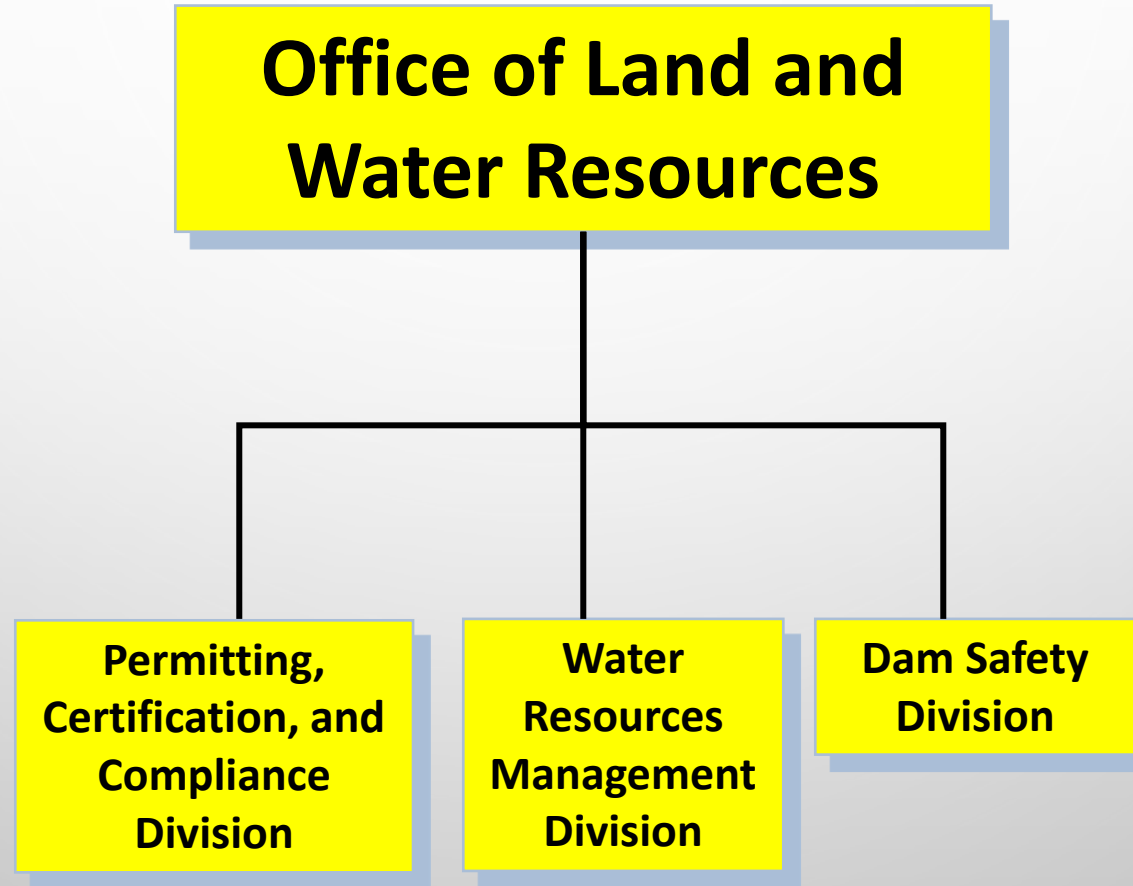 Office of Land and
Water Resources
Permitting,
Certification, and
Compliance
Division
Water
Resources
Management
Division
Dam Safety
Division